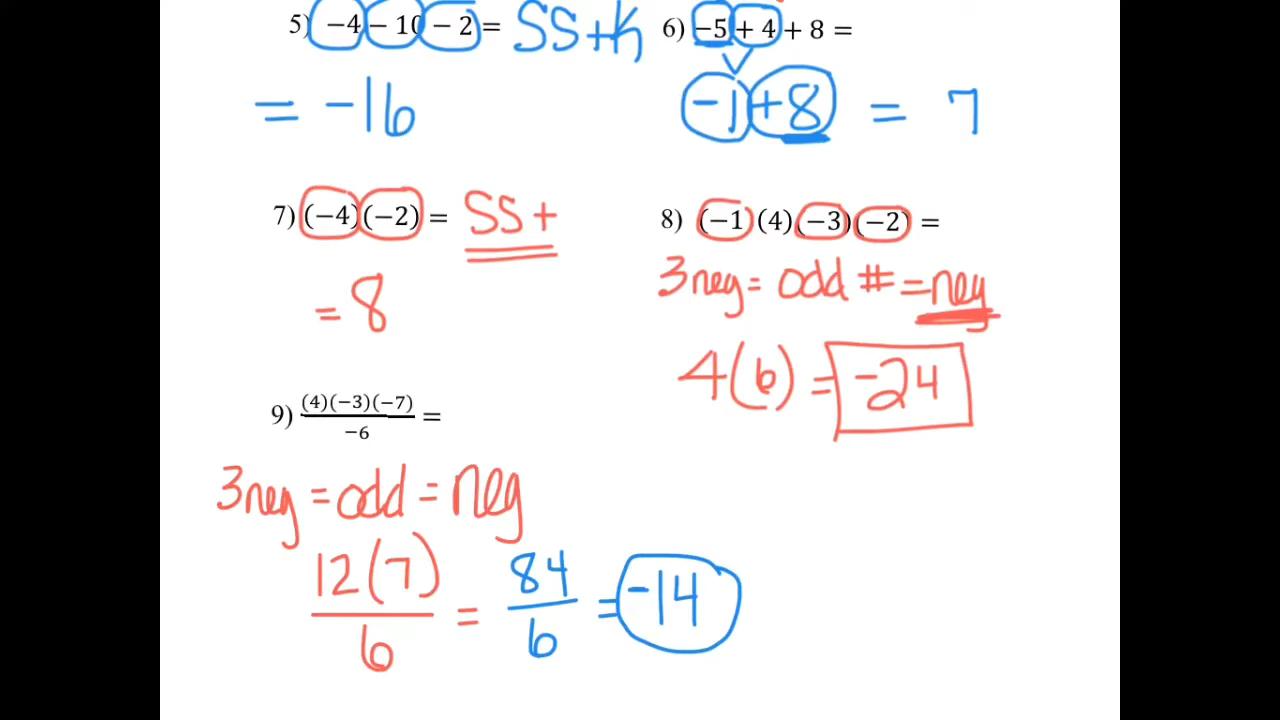 5) −4 − 10 − 2 = SS+K
= -16
6) −5 + 4 + 8 =
-1 +8 = 7
7) (−4)(−2) = SS+
= 8
8) (−1)(4)(−3)(−2) =
3neg = odd # = neg
4(6) = -24
9) (4)(−3)(−7)
−6 =
3neg = odd = neg
12(7) = 84 = -14
6 6